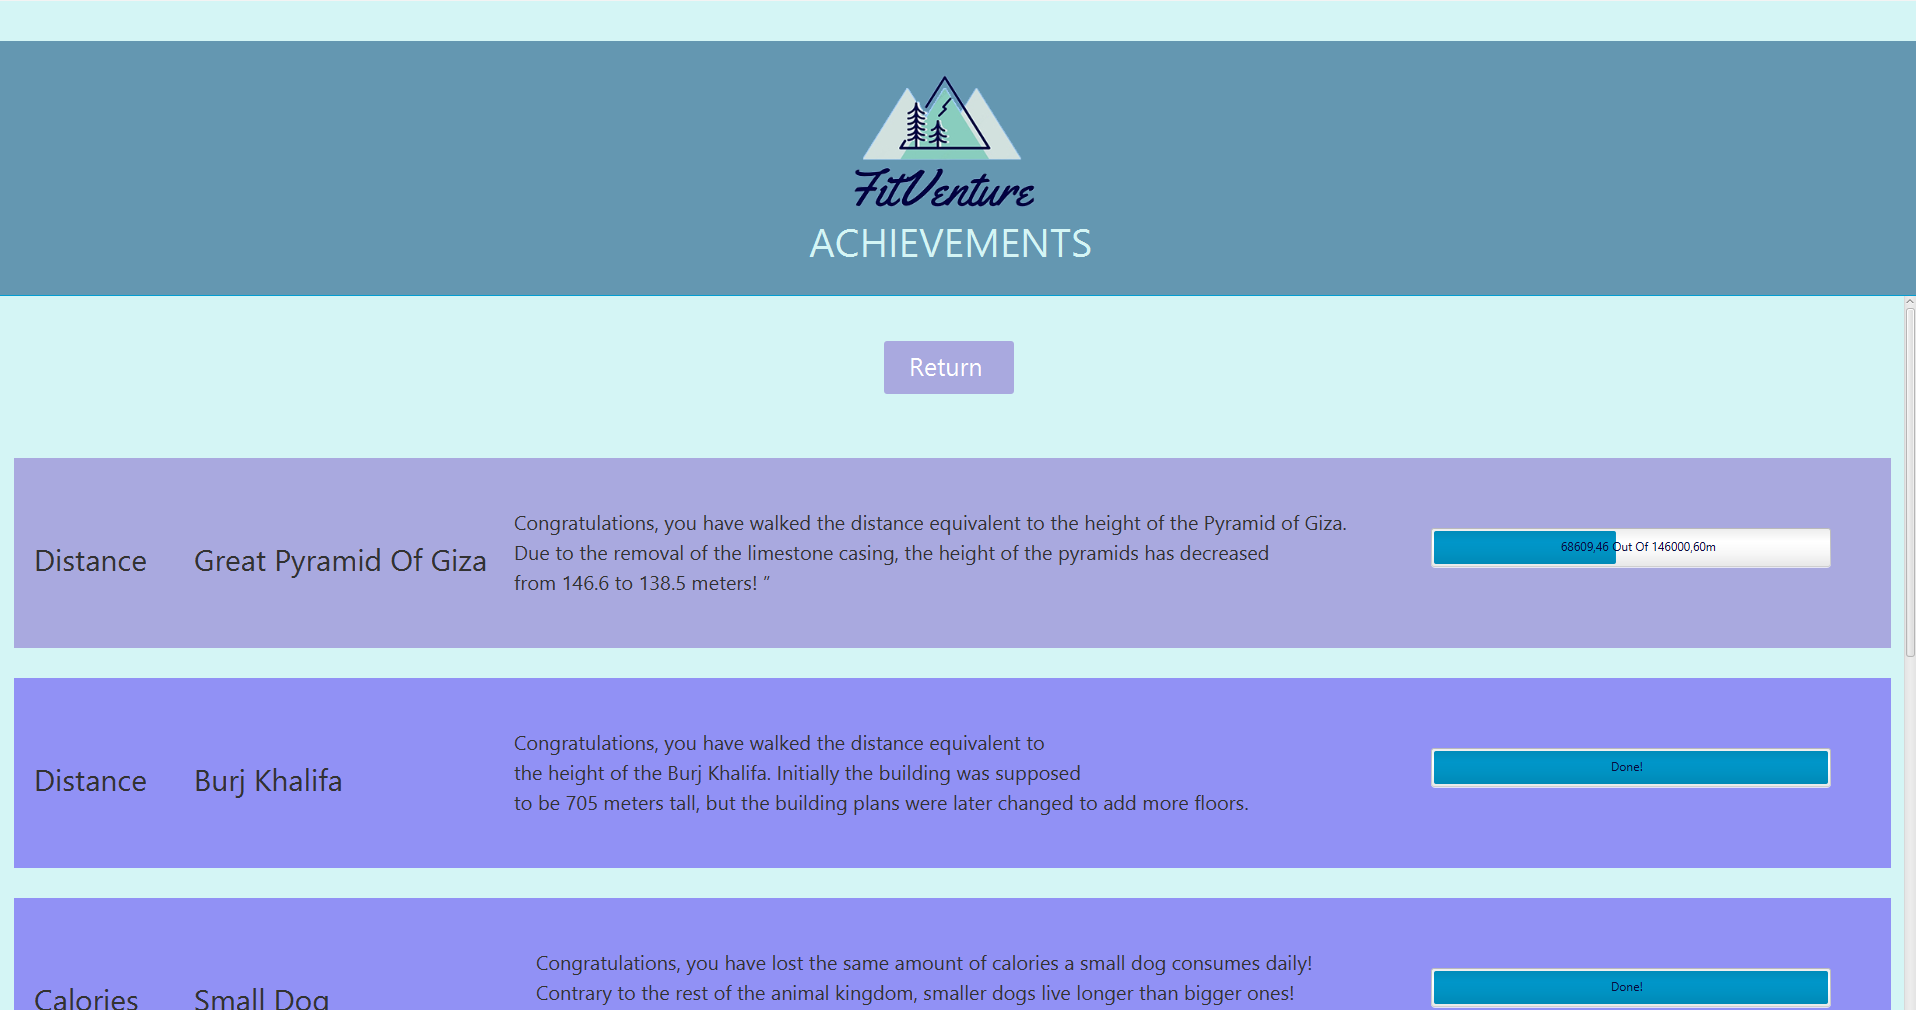 FitVenture
ACHIEVEMENTS
Return
Distance
Great Pyramid Of Giza
Congratulations, you have walked the distance equivalent to the height of the Pyramid of Giza.
Due to the removal of the limestone casing, the height of the pyramids has decreased
from 146.6 to 138.5 meters! ”
68609,46 Out Of 146000,60m
Distance
Burj Khalifa
Congratulations, you have walked the distance equivalent to
the height of the Burj Khalifa. Initially the building was supposed
to be 705 meters tall, but the building plans were later changed to add more floors.
Done!
Calories
Small Dog
Congratulations, you have lost the same amount of calories a small dog consumes daily!
Contrary to the rest of the animal kingdom, smaller dogs live longer than bigger ones!
Done!